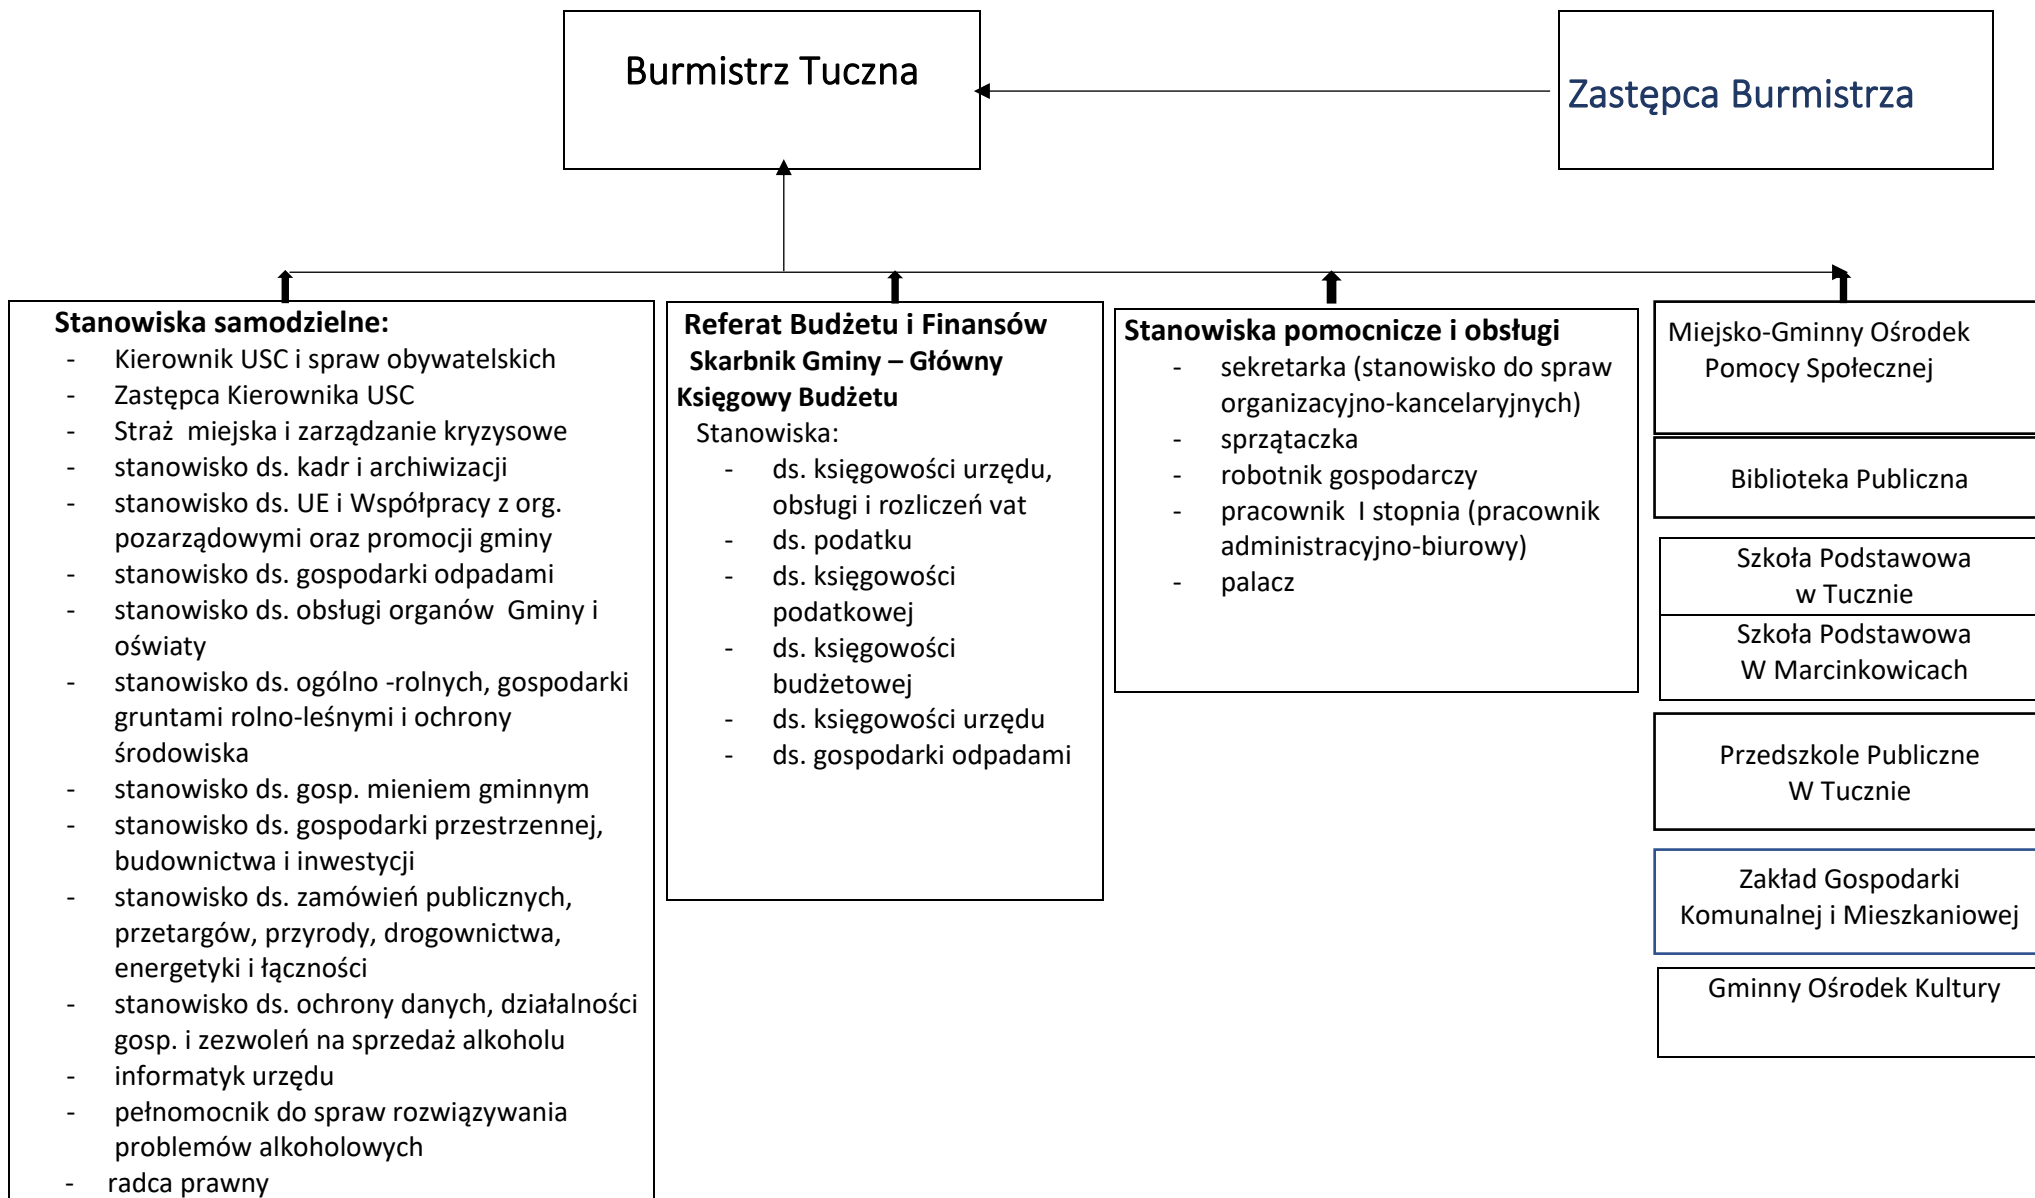 Burmistrz Tuczna
Zastępca Burmistrza
Stanowiska samodzielne:
- Kierownik USC i spraw obywatelskich
- Zastępca Kierownika USC
- Straż miejska i zarządzanie kryzysowe
- stanowisko ds. kadr i archiwizacji
- stanowisko ds. UE i Współpracy z org.
pozarządowymi oraz promocji gminy
- stanowisko ds. gospodarki odpadami
- stanowisko ds. obsługi organów Gminy i
oświaty
- stanowisko ds. ogólno -rolnych, gospodarki
gruntami rolno-leśnymi i ochrony
środowiska
- stanowisko ds. gosp. mieniem gminnym
- stanowisko ds. gospodarki przestrzennej,
budownictwa i inwestycji
- stanowisko ds. zamówień publicznych,
przetargów, przyrody, drogownictwa,
energetyki i łączności
- stanowisko ds. ochrony danych, działalności
gosp. i zezwoleń na sprzedaż alkoholu
- informatyk urzędu
- pełnomocnik do spraw rozwiązywania
problemów alkoholowych
- radca prawny
Referat Budżetu i Finansów
Skarbnik Gminy – Główny
Księgowy Budżetu
Stanowiska:
- ds. księgowości urzędu,
obsługi i rozliczeń vat
- ds. podatku
- ds. księgowości
podatkowej
- ds. księgowości
budżetowej
- ds. księgowości urzędu
- ds. gospodarki odpadami
Stanowiska pomocnicze i obsługi
- sekretarka (stanowisko do spraw
organizacyjno-kancelaryjnych)
- sprzątaczka
- robotnik gospodarczy
- pracownik I stopnia (pracownik
administracyjno-biurowy)
- palacz
Miejsko-Gminny Ośrodek
Pomocy Społecznej
Biblioteka Publiczna
Szkoła Podstawowa
w Tucznie
Szkoła Podstawowa
W Marcinkowicach
Przedszkole Publiczne
W Tucznie
Zakład Gospodarki
Komunalnej i Mieszkaniowej
Gminny Ośrodek Kultury